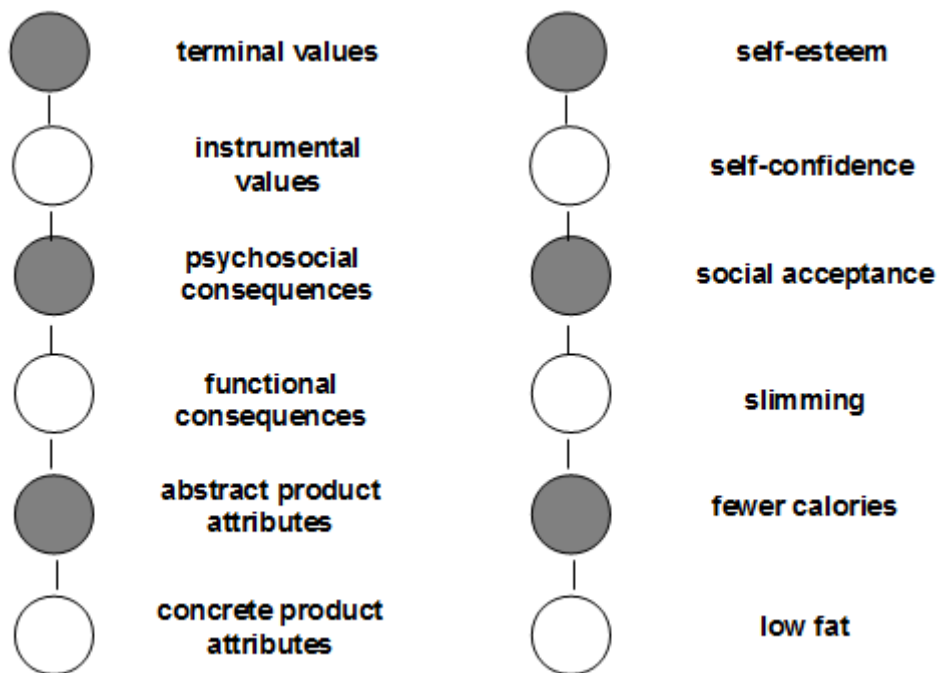 terminal values
self-esteem
instrumental
values
self-confidence
psychosocial
consequences
social acceptance
functional
consequences
slimming
abstract product
attributes
fewer calories
concrete product
attributes
low fat